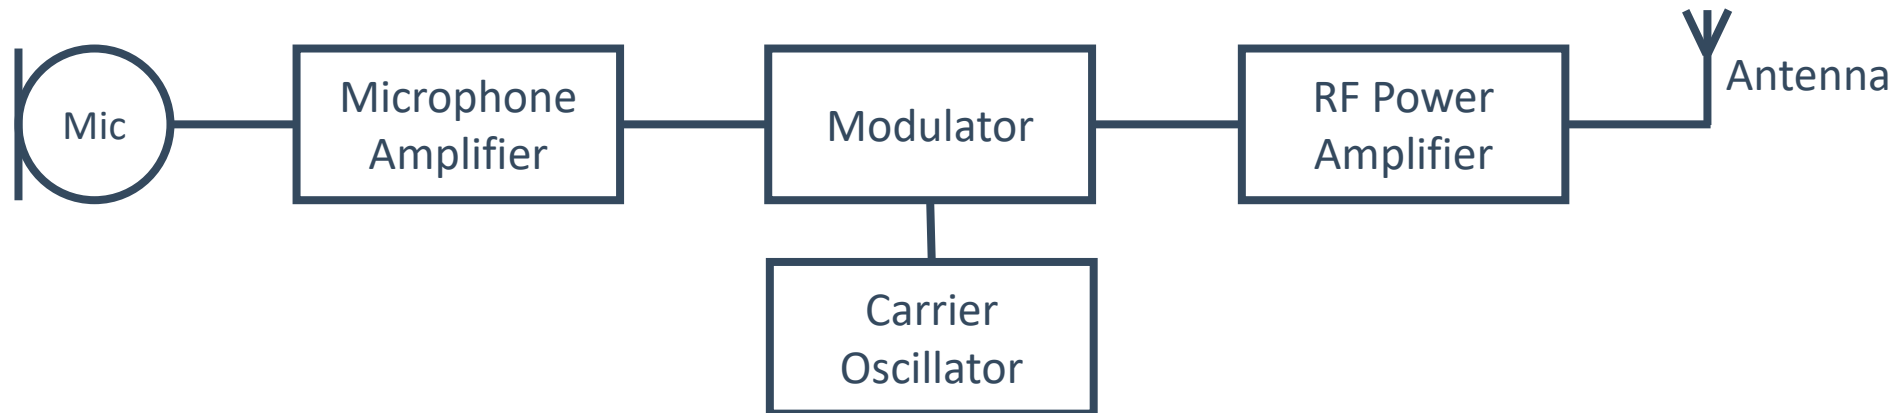 Mic
Microphone
Amplifier
Modulator
RF Power
Amplifier
Antenna
Carrier
Oscillator